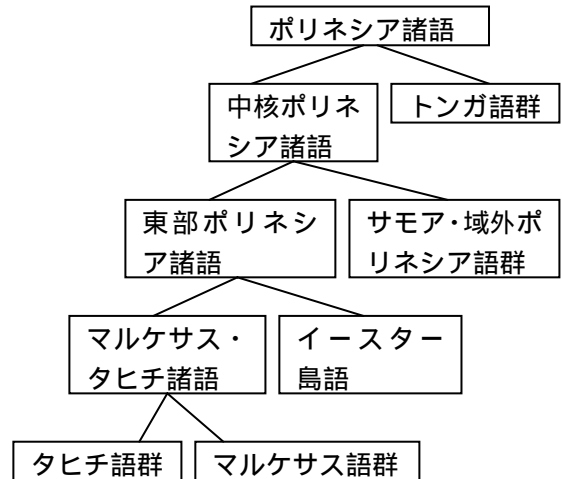 ポリネシア諸語
中核ポリネ
シア諸語
トンガ語群
東部ポリネシ
ア諸語
サモア・域外ポ
リネシア語群
マルケサス・
タヒチ諸語
イースター
島語
タヒチ語群
マルケサス語群